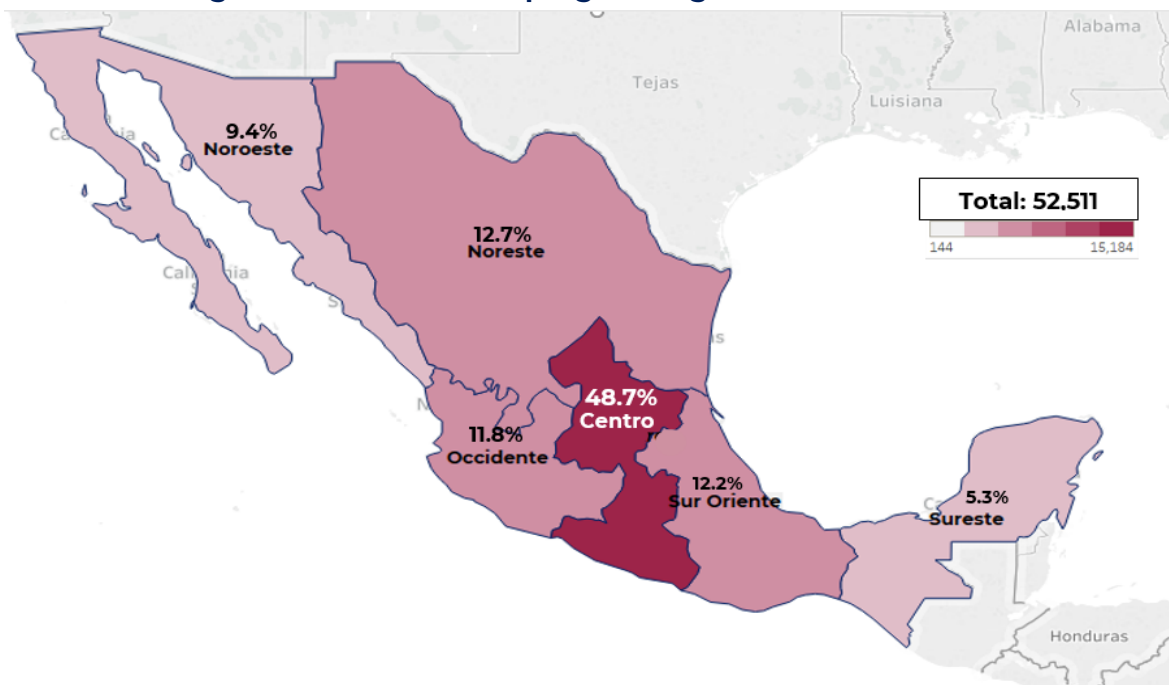 Alabama
Tejas
Luisiana
9.4%
Noroeste
Total: 52,511
144
15,184
12.7%
Noreste
48.7%
Centro
11.8%
Occidente
12.2%
Sur Oriente
5.3%
Sureste
Honduras